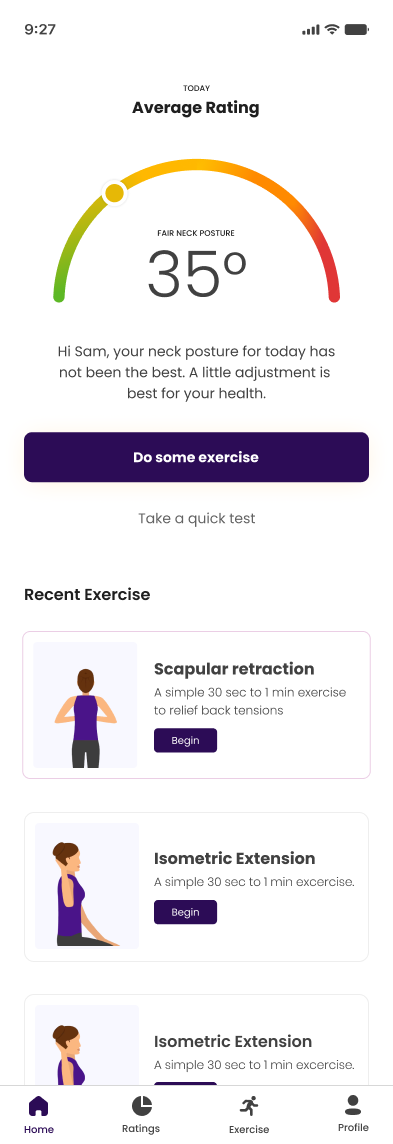 9:27
TODAY
Average Rating
FAIR NECK POSTURE
35º
Hi Sam, your neck posture for today has
not been the best. A little adjustment is
best for your health.
Do some exercise
Take a quick test
Recent Exercise
Scapular retraction
A simple 30 sec to 1 min exercise
to relief back tensions
Begin
Isometric Extension
A simple 30 sec to 1 min excercise.
Begin
Isometric Extension
A simple 30 sec to 1 min excercise.
Home
Ratings
Exercise
Profile